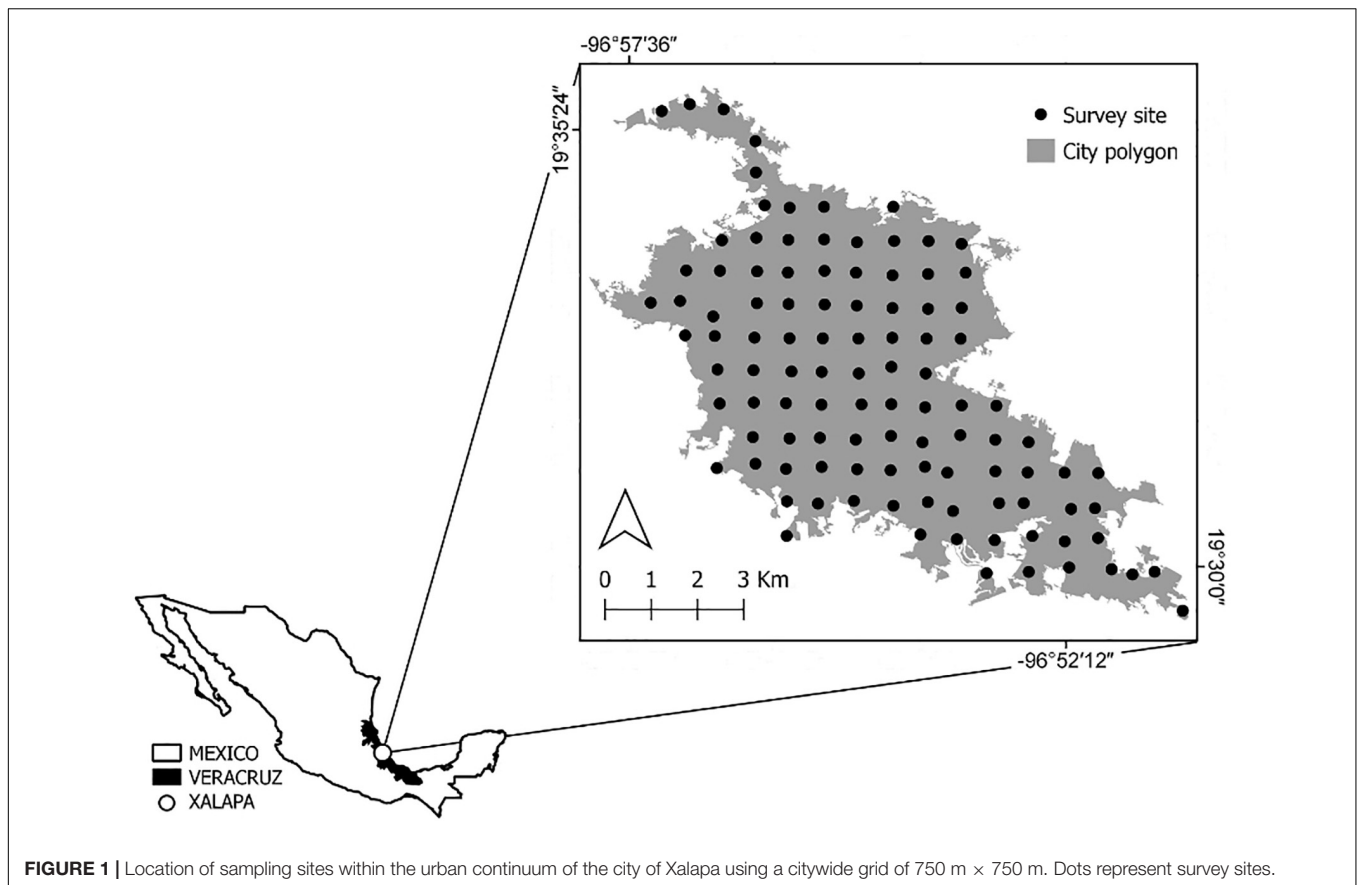 -96°57′36″
19°35′24″
Survey site
City polygon
0 1 2 3 Km
19°30′0″
-96°52′12″
MEXICO
VERACRUZ
XALAPA
FIGURE 1 | Location of sampling sites within the urban continuum of the city of Xalapa using a citywide grid of 750 m × 750 m. Dots represent survey sites.